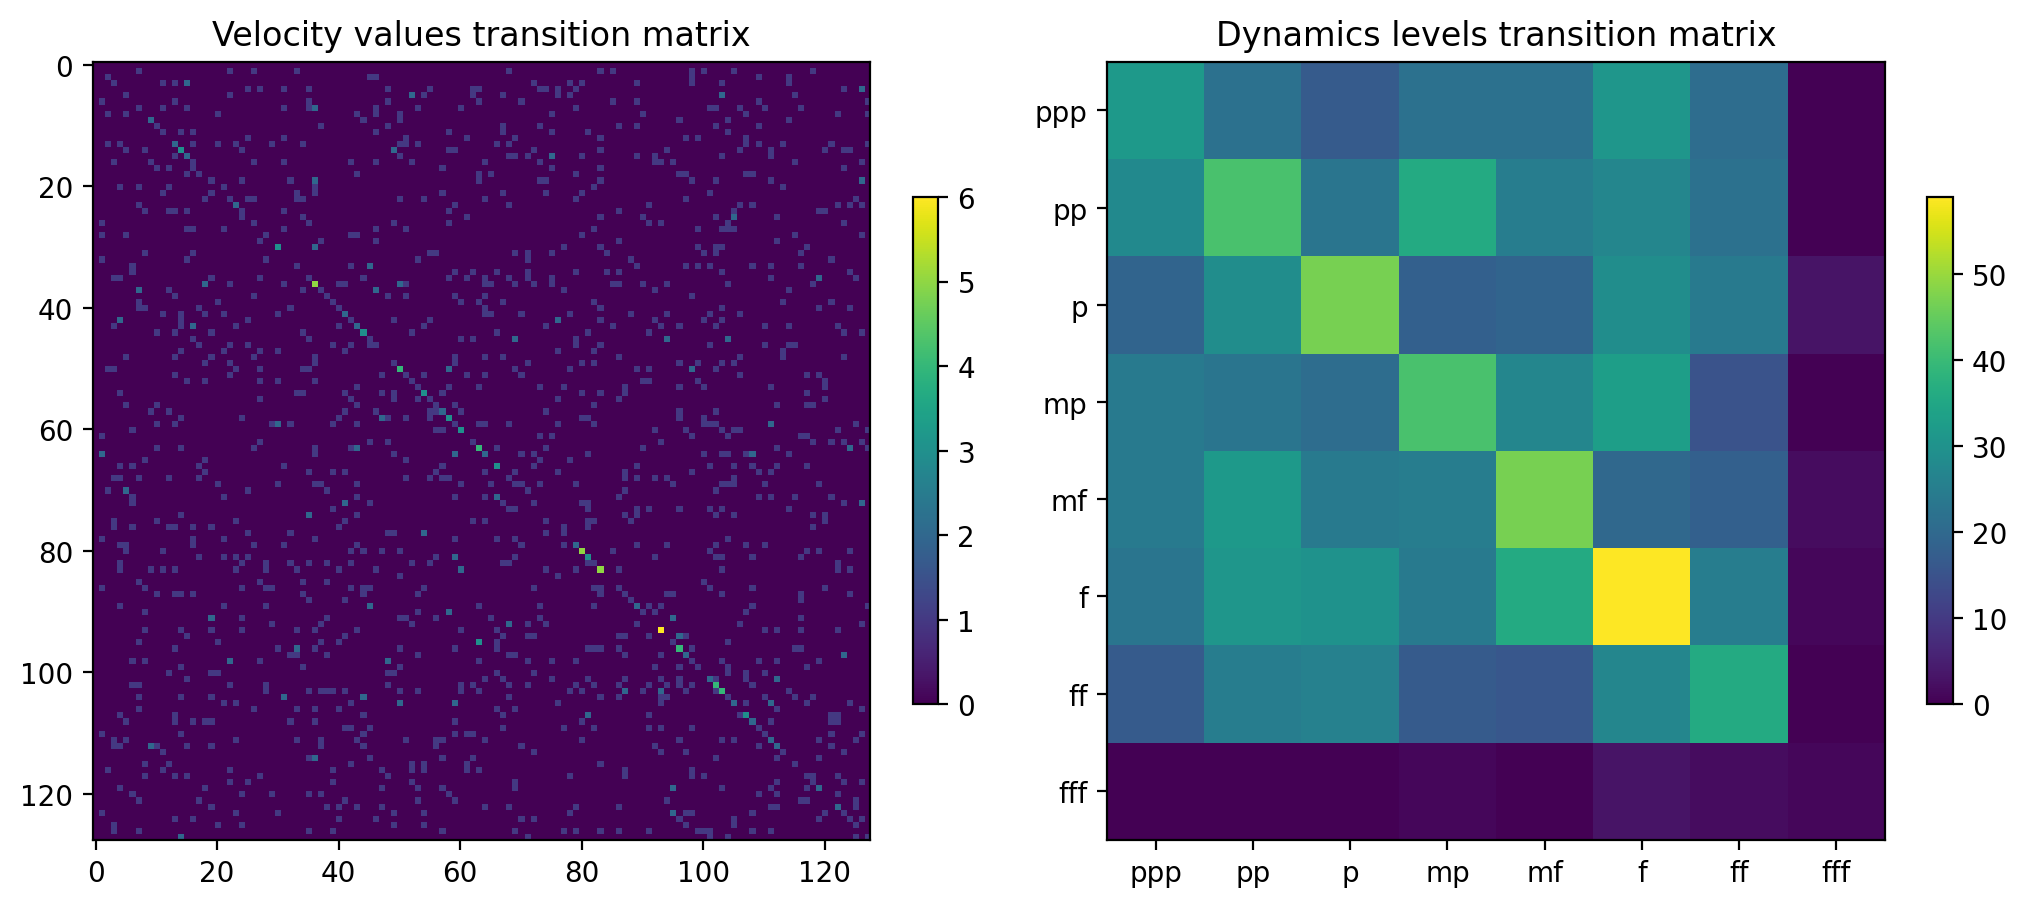 Velocity values transition matrix
0
20
40
60
80
100
120
0 20 40 60 80 100 120
6
5
4
3
2
1
0
Dynamics levels transition matrix
ppp
pp
p
mp
mf
f
ff
fff
ppp pp p mp mf f ff fff
50
40
30
20
10
0